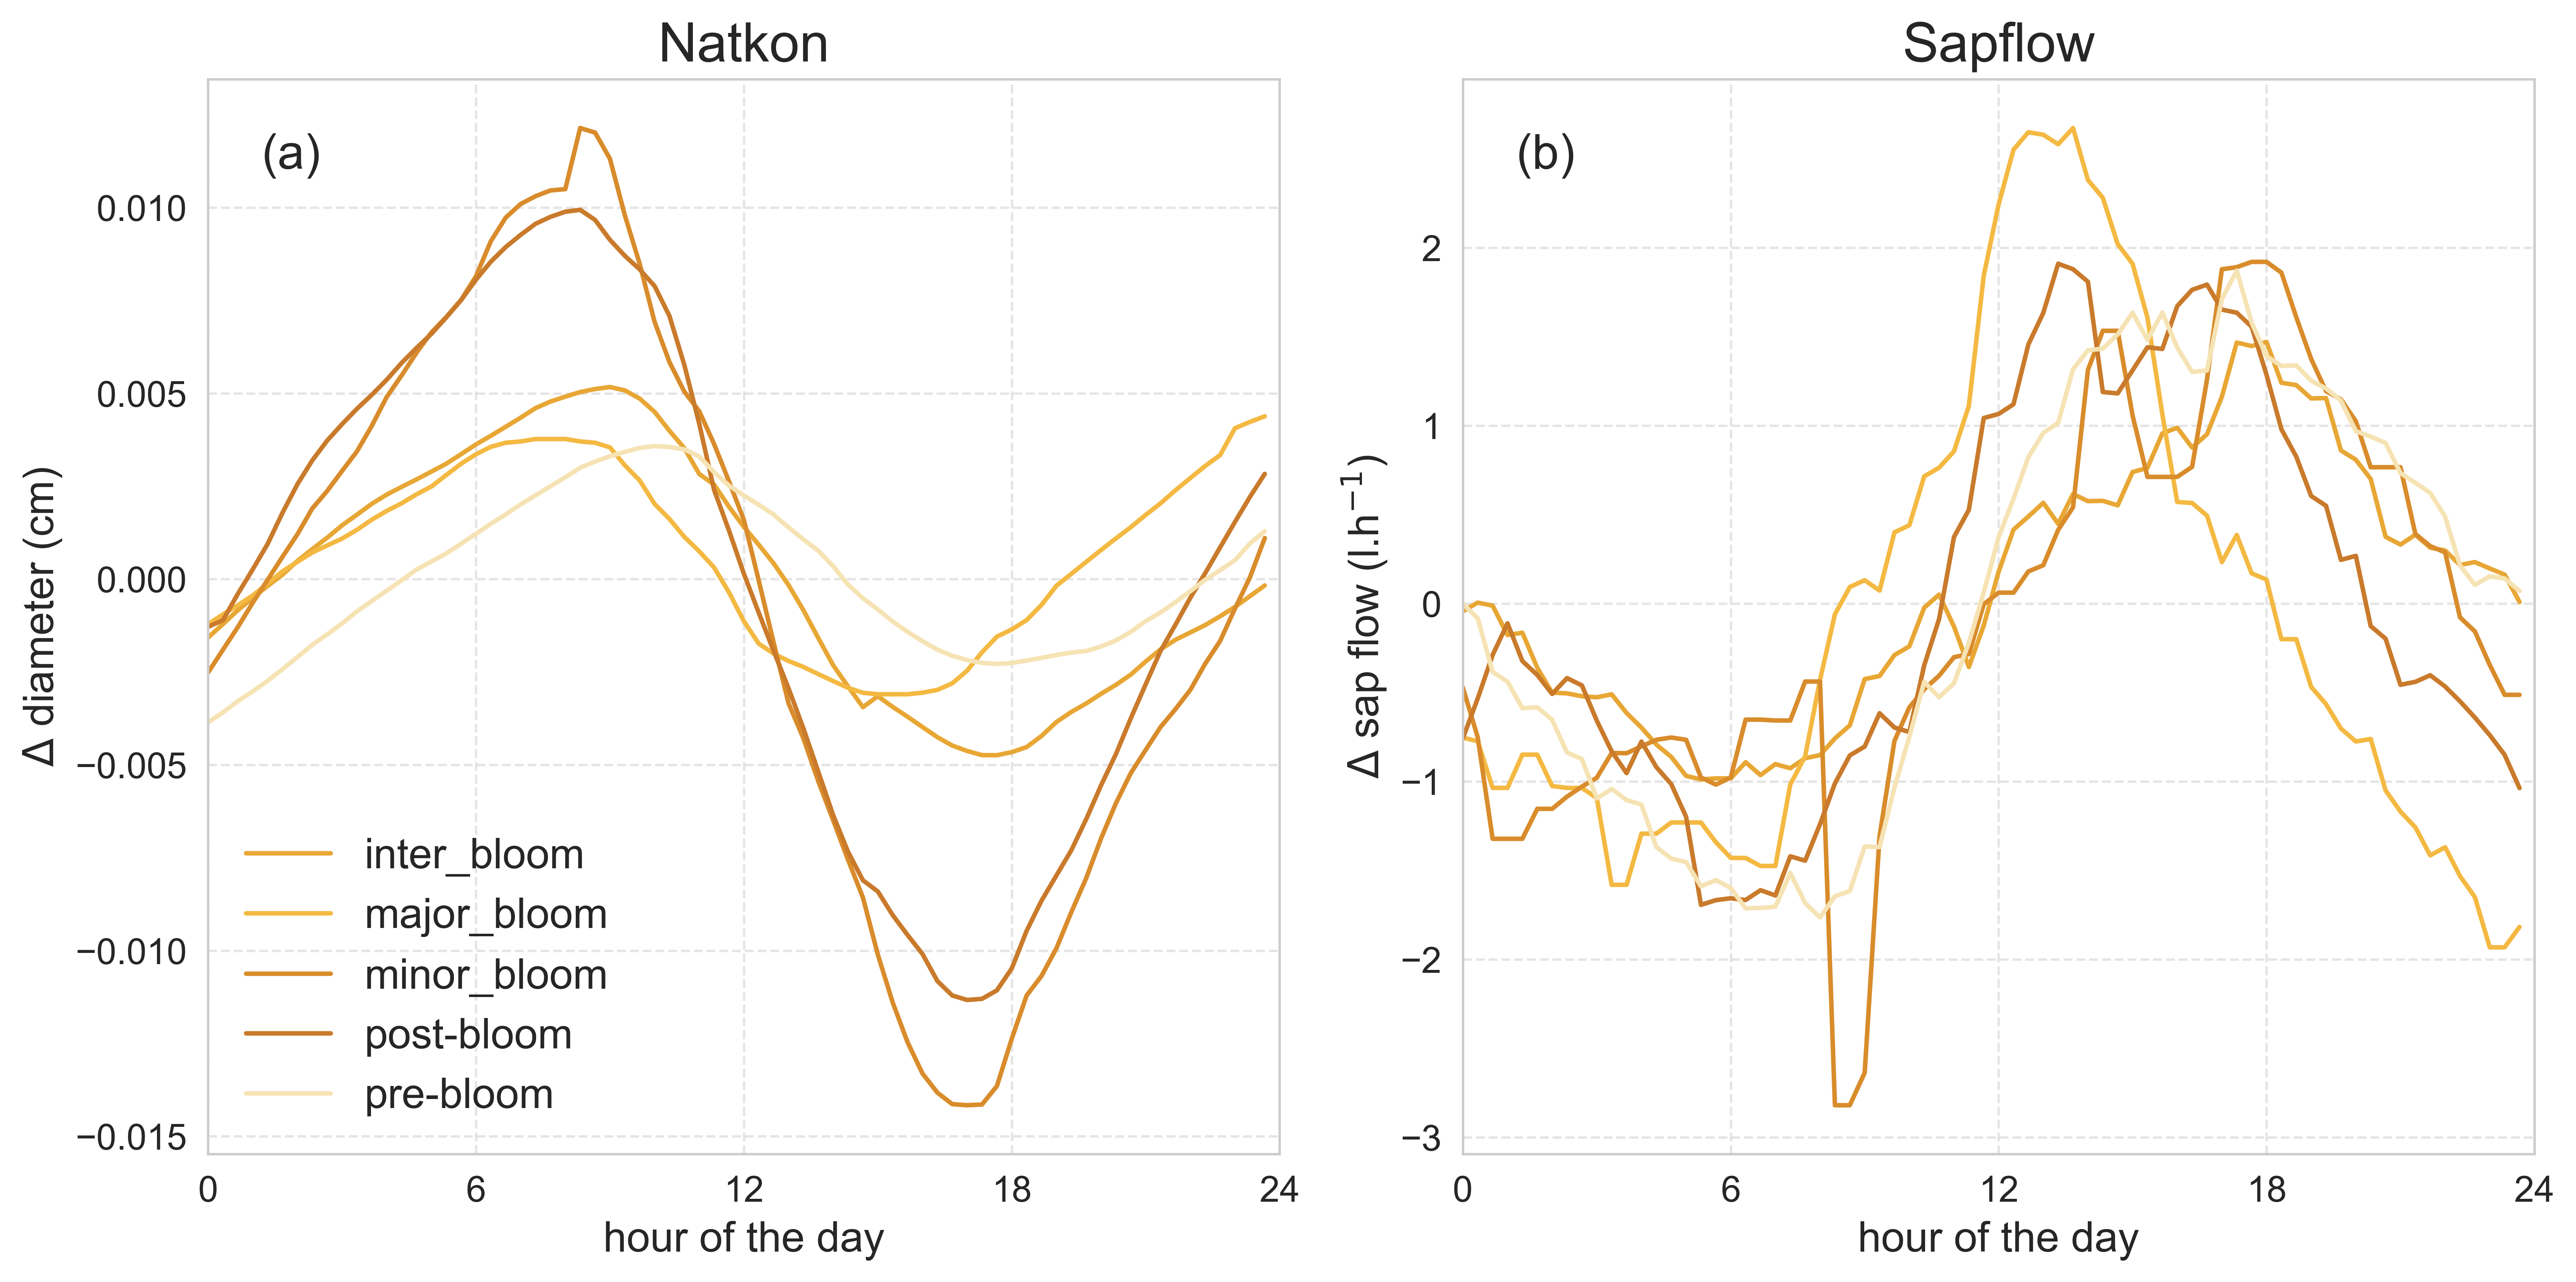 Natkon
(a)
0.010
0.005
0.000
−0.005
−0.010
−0.015
Δ diameter (cm)
inter_bloom
major_bloom
minor_bloom
post-bloom
pre-bloom
0 6 12 18 24
hour of the day
Sapflow
(b)
2
1
0
−1
−2
−3
Δ sap flow (l.h⁻¹)
0 6 12 18 24
hour of the day